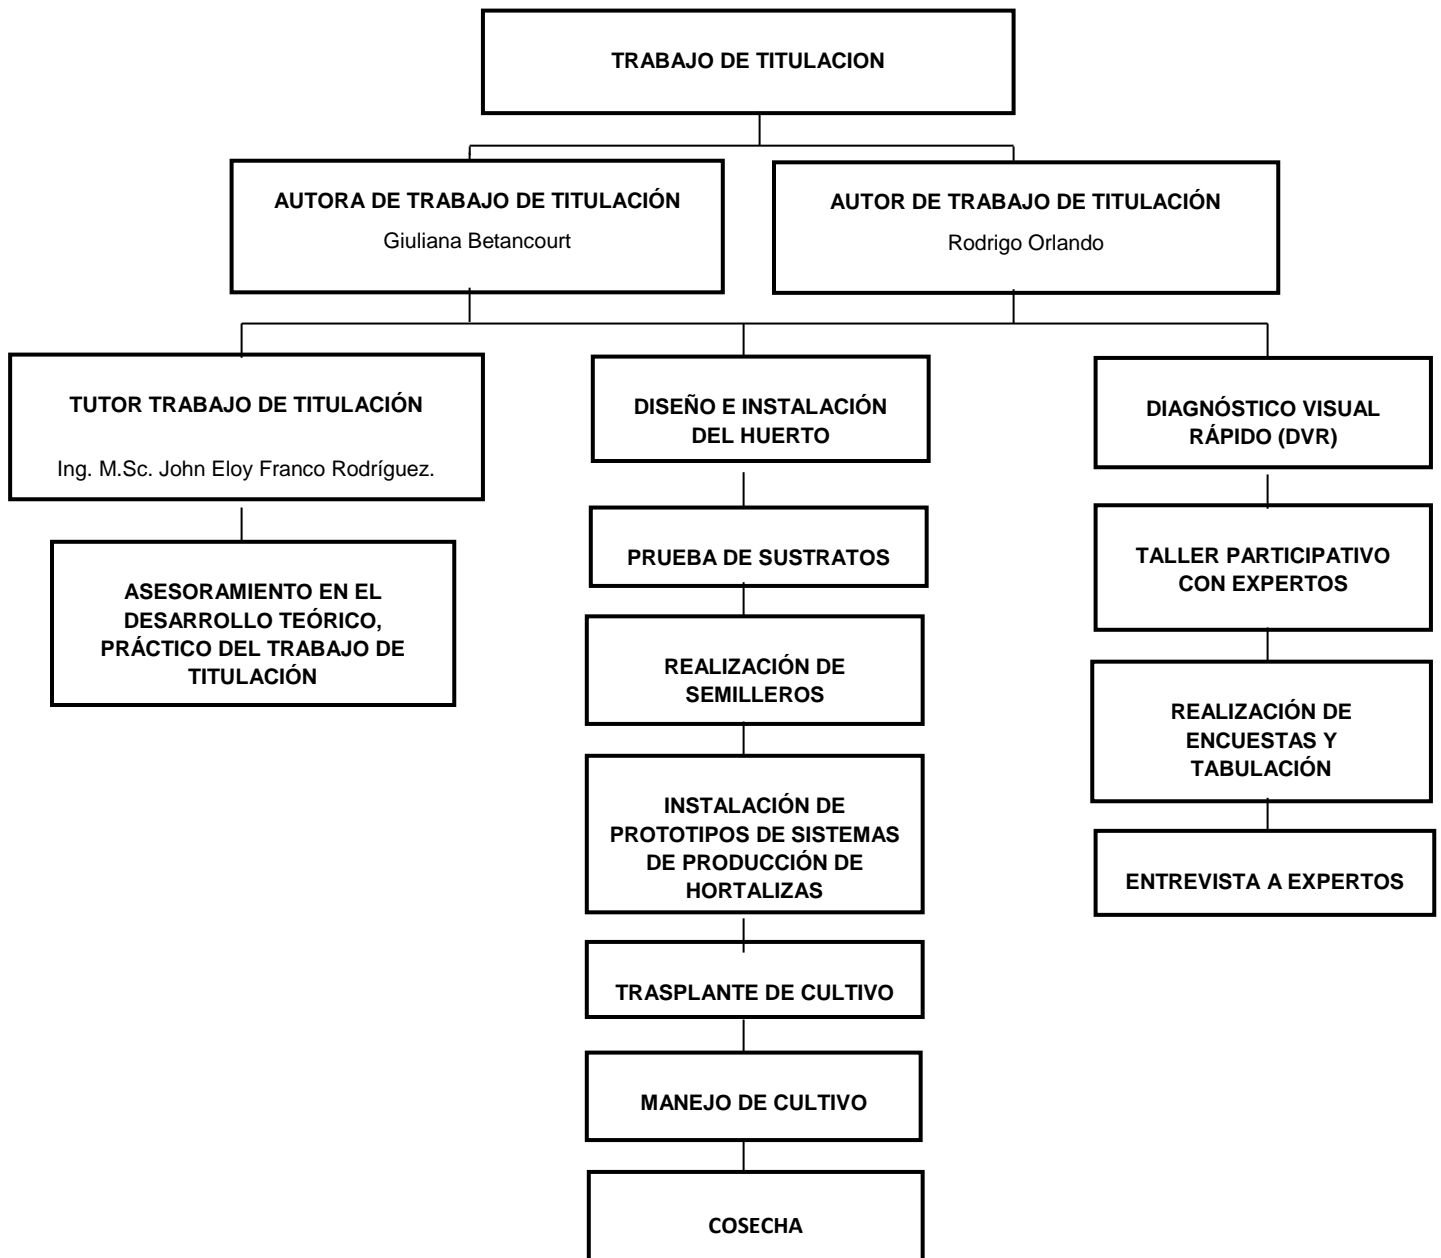 TRABAJO DE TITULACION
AUTORA DE TRABAJO DE TITULACIÓN
Giuliana Betancourt
AUTOR DE TRABAJO DE TITULACIÓN
Rodrigo Orlando
TUTOR TRABAJO DE TITULACIÓN
Ing. M.Sc. John Eloy Franco Rodríguez.
ASESORAMIENTO EN EL
DESARROLLO TEÓRICO,
PRÁCTICO DEL TRABAJO DE
TITULACIÓN
DISEÑO E INSTALACIÓN
DEL HUERTO
PRUEBA DE SUSTRATOS
REALIZACIÓN DE
SEMILLEROS
INSTALACIÓN DE
PROTOTIPOS DE SISTEMAS
DE PRODUCCIÓN DE
HORTALIZAS
TRASPLANTE DE CULTIVO
MANEJO DE CULTIVO
COSECHA
DIAGNÓSTICO VISUAL
RÁPIDO (DVR)
TALLER PARTICIPATIVO
CON EXPERTOS
REALIZACIÓN DE
ENCUESTAS Y
TABULACIÓN
ENTREVISTA A EXPERTOS